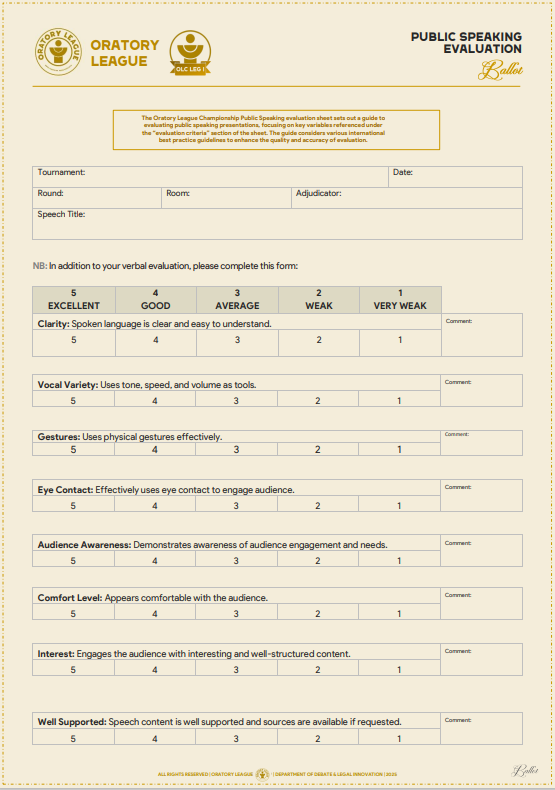 ORATORY LEAGUE
ORATORY
LEAGUE
OLC LEG I
PUBLIC SPEAKING
EVALUATION
Ballot
The Oratory League Championship Public Speaking evaluation sheet sets out a guide to
evaluating public speaking presentations, focusing on key variables referenced under
the "evaluation criteria" section of the sheet. The guide considers various international
best practice guidelines to enhance the quality and accuracy of evaluation.
Tournament: Date:
Round: Room: Adjudicator:
Speech Title:
NB: In addition to your verbal evaluation, please complete this form:
5 4 3 2 1
EXCELLENT GOOD AVERAGE WEAK VERY WEAK
Clarity: Spoken language is clear and easy to understand. Comment:
5 4 3 2 1
Vocal Variety: Uses tone, speed, and volume as tools. Comment:
5 4 3 2 1
Gestures: Uses physical gestures effectively. Comment:
5 4 3 2 1
Eye Contact: Effectively uses eye contact to engage audience. Comment:
5 4 3 2 1
Audience Awareness: Demonstrates awareness of audience engagement and needs. Comment:
5 4 3 2 1
Comfort Level: Appears comfortable with the audience. Comment:
5 4 3 2 1
Interest: Engages the audience with interesting and well-structured content. Comment:
5 4 3 2 1
Well Supported: Speech content is well supported and sources are available if requested. Comment:
5 4 3 2 1
ALL RIGHTS RESERVED | ORATORY LEAGUE | DEPARTMENT OF DEBATE & LEGAL INNOVATION | 2025
Ballot